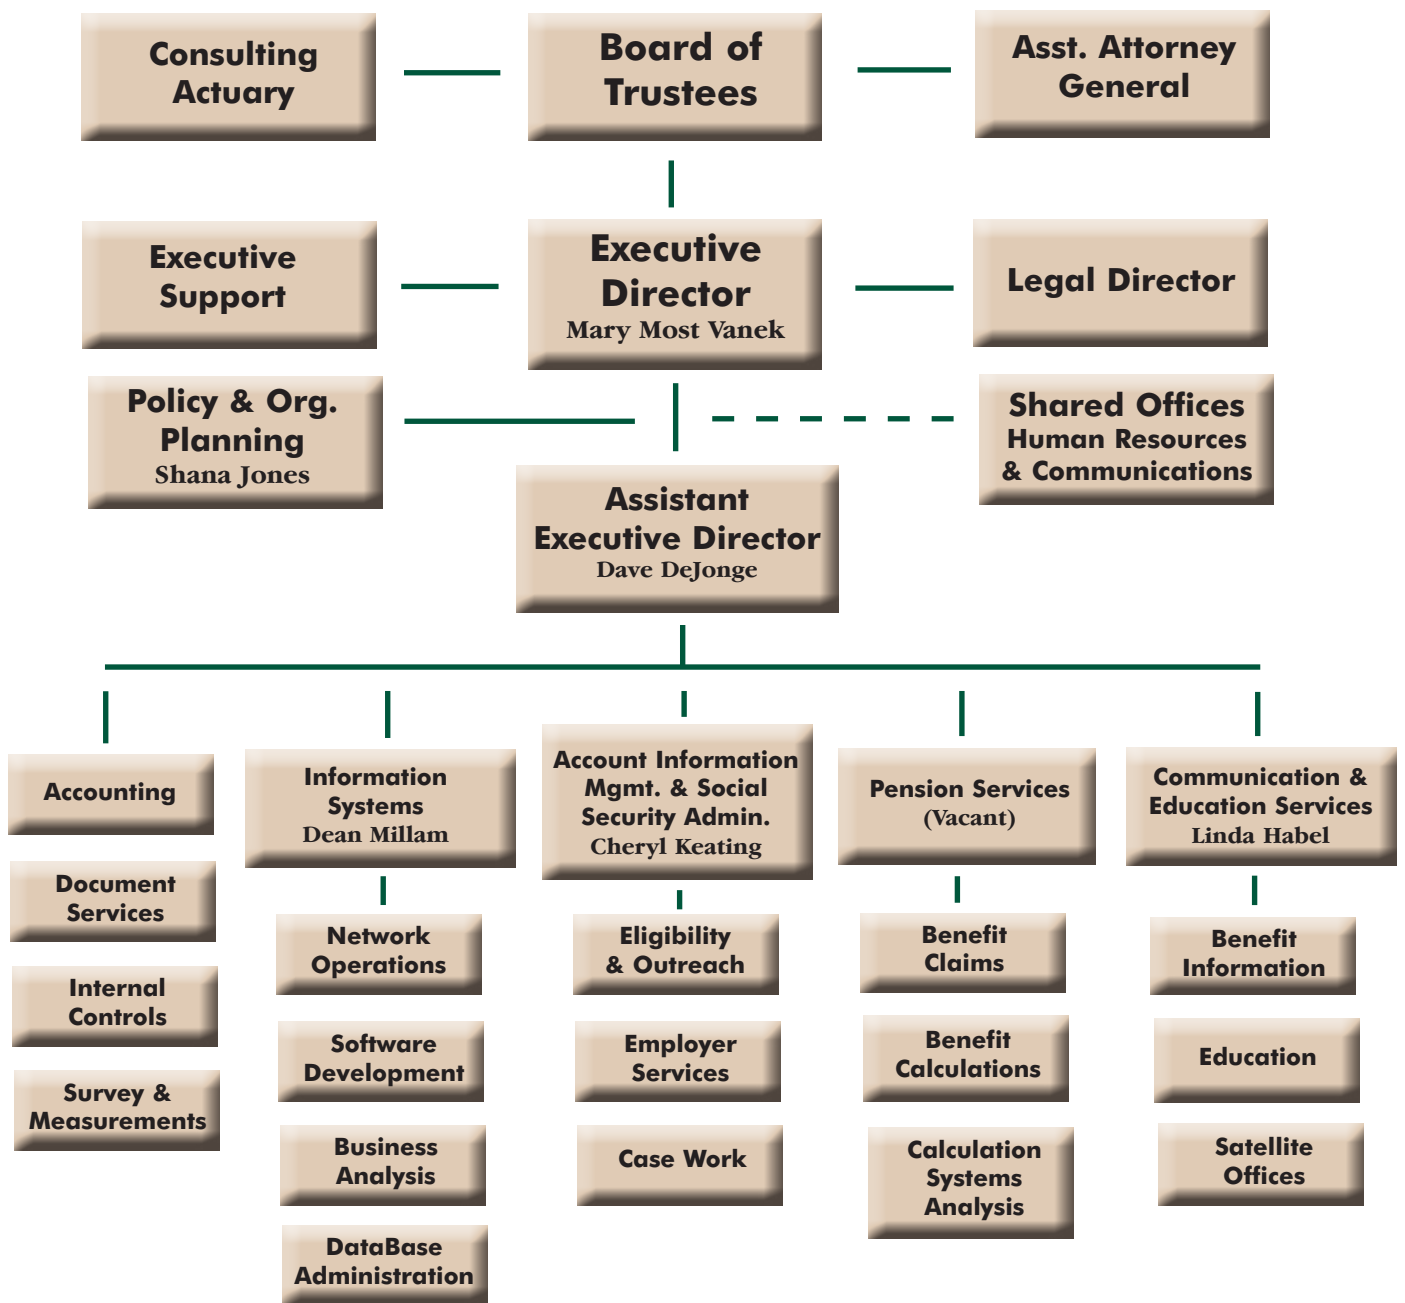 Consulting
Actuary
Board of
Trustees
Asst. Attorney
General
Executive
Support
Executive
Director
Mary Most Vanek
Legal Director
Policy & Org.
Planning
Shana Jones
Shared Offices
Human Resources
& Communications
Assistant
Executive Director
Dave DeJonge
Accounting
Document
Services
Internal
Controls
Survey &
Measurements
Information
Systems
Dean Millam
Network
Operations
Software
Development
Business
Analysis
DataBase
Administration
Account Information
Mgmt. & Social
Security Admin.
Cheryl Keating
Eligibility
& Outreach
Employer
Services
Case Work
Pension Services
(Vacant)
Benefit
Claims
Benefit
Calculations
Calculation
Systems
Analysis
Communication &
Education Services
Linda Habel
Benefit
Information
Education
Satellite
Offices